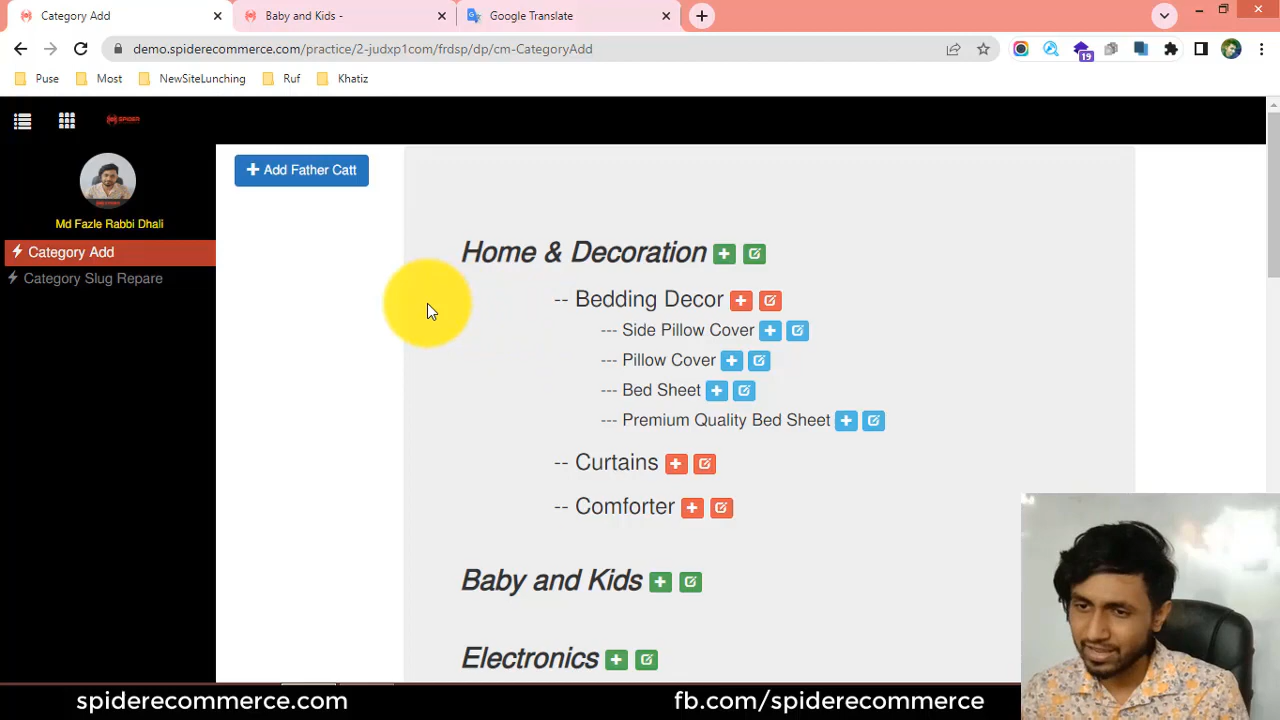 Category Add
Baby and Kids -
Google Translate
demo.spiderecommerce.com/practice/2-judxp1com/frdsp/dp/cm-CategoryAdd
19
Puse
Most
NewSiteLunching
Ruf
Khatiz
SPIDER
Add Father Catt
Md Fazle Rabbi Dhali
Category Add
Category Slug Repare
Home & Decoration
-- Bedding Decor
--- Side Pillow Cover
--- Pillow Cover
--- Bed Sheet
--- Premium Quality Bed Sheet
-- Curtains
-- Comforter
Baby and Kids
Electronics
spiderecommerce.com
fb.com/spiderecommerce